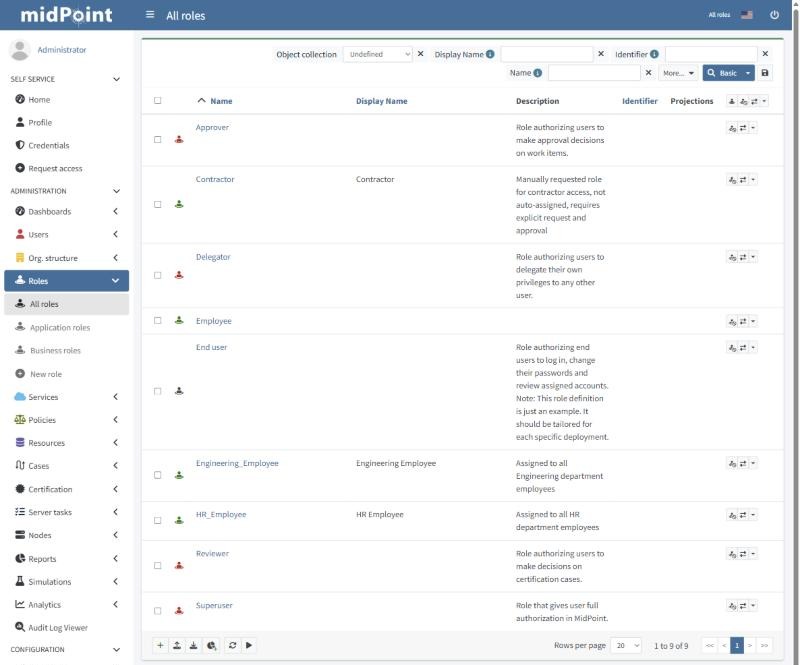 midPoint
All roles
All roles
Administrator
SELF SERVICE
Home
Profile
Credentials
Request access
ADMINISTRATION
Dashboards
Users
Org. structure
Roles
All roles
Application roles
Business roles
New role
Services
Policies
Resources
Cases
Certification
Server tasks
Nodes
Reports
Simulations
Analytics
Audit Log Viewer
CONFIGURATION
Object collection Undefined Display Name Identifier
Name More... Basic
Name Display Name Description Identifier Projections
Approver Role authorizing users to
make approval decisions
on work items.
Contractor Contractor Manually requested role
for contractor access, not
auto-assigned, requires
explicit request and
approval
Delegator Role authorizing users to
delegate their own
privileges to any other
user.
Employee
End user Role authorizing end
users to log in, change
their passwords and
review assigned accounts.
Note: This role definition
is just an example. It
should be tailored for
each specific deployment.
Engineering_Employee Engineering Employee Assigned to all
Engineering department
employees
HR_Employee HR Employee Assigned to all HR
department employees
Reviewer Role authorizing users to
make decisions on
certification cases.
Superuser Role that gives user full
authorization in MidPoint.
Rows per page 20 1 to 9 of 9 << < 1 > >>